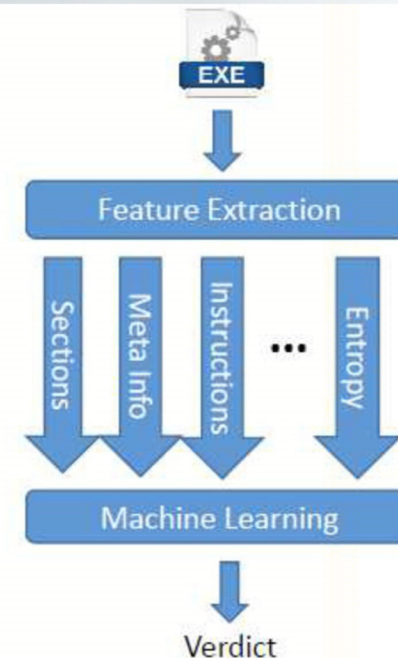 EXE
Feature Extraction
Sections
Meta Info
Instructions
...
Entropy
Machine Learning
Verdict